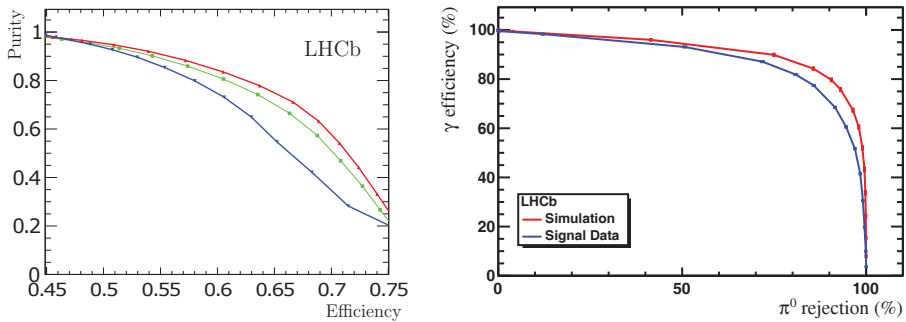 Purity
1
0.8
0.6
0.4
0.2
0
LHCb
0.45 0.5 0.55 0.6 0.65 0.7 0.75
Efficiency
γ efficiency (%)
100
80
60
40
20
0
LHCb
Simulation
Signal Data
0 50 100
π⁰ rejection (%)